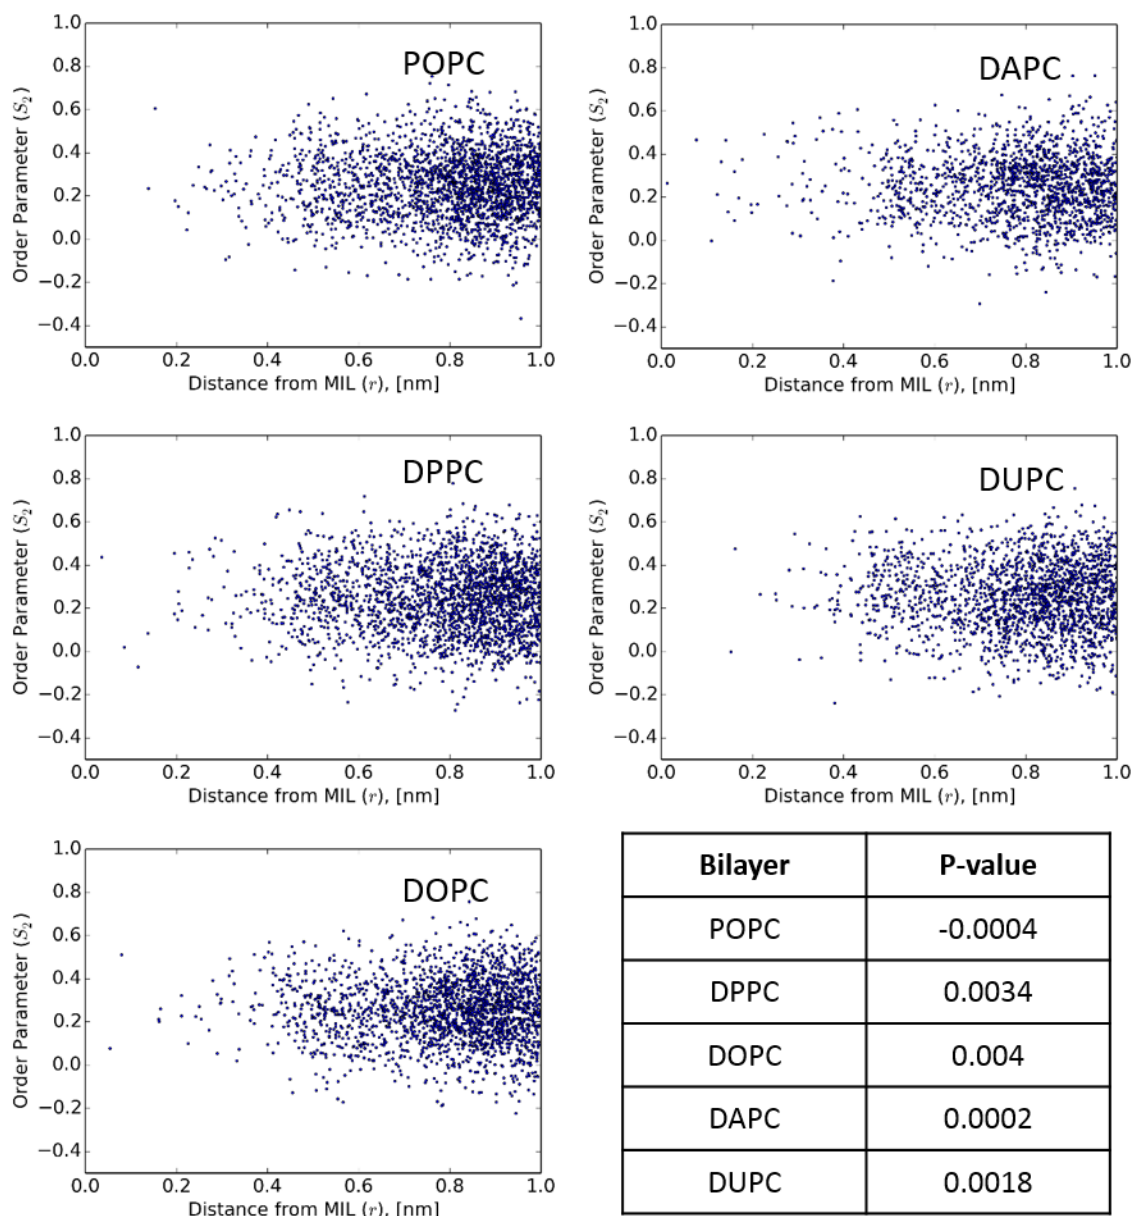 POPC
1.0
0.8
0.6
0.4
0.2
0.0
−0.2
−0.4
Order Parameter (S₂)
0.0 0.2 0.4 0.6 0.8 1.0
Distance from MIL (r), [nm]
DAPC
1.0
0.8
0.6
0.4
0.2
0.0
−0.2
−0.4
Order Parameter (S₂)
0.0 0.2 0.4 0.6 0.8 1.0
Distance from MIL (r), [nm]
DPPC
1.0
0.8
0.6
0.4
0.2
0.0
−0.2
−0.4
Order Parameter (S₂)
0.0 0.2 0.4 0.6 0.8 1.0
Distance from MIL (r), [nm]
DUPC
1.0
0.8
0.6
0.4
0.2
0.0
−0.2
−0.4
Order Parameter (S₂)
0.0 0.2 0.4 0.6 0.8 1.0
Distance from MIL (r), [nm]
DOPC
1.0
0.8
0.6
0.4
0.2
0.0
−0.2
−0.4
Order Parameter (S₂)
0.0 0.2 0.4 0.6 0.8 1.0
Distance from MIL (r), [nm]
Bilayer P-value
POPC -0.0004
DPPC 0.0034
DOPC 0.004
DAPC 0.0002
DUPC 0.0018